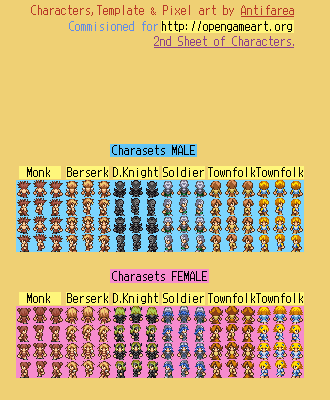 Characters, Template & Pixel art by Antifarea
Commisioned for http://opengameart.org
2nd Sheet of Characters.
Charasets MALE
Monk Berserk D.Knight Soldier Townfolk Townfolk
Charasets FEMALE
Monk Berserk D.Knight Soldier Townfolk Townfolk